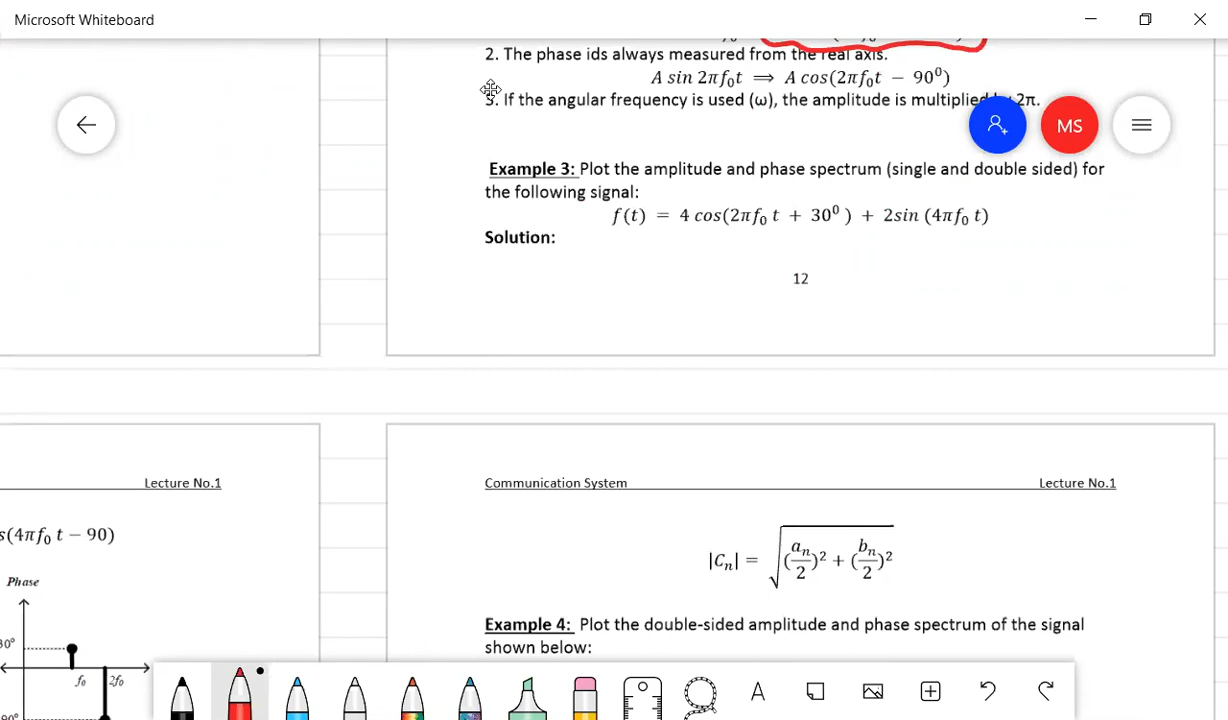 Microsoft Whiteboard
2. The phase ids always measured from the real axis.
A sin 2πf₀t ⟹ A cos(2πf₀t − 90⁰)
3. If the angular frequency is used (ω), the amplitude is multiplied by 2π.
MS
Example 3: Plot the amplitude and phase spectrum (single and double sided) for
the following signal:
f(t) = 4 cos(2πf₀ t + 30⁰ ) + 2sin (4πf₀ t)
Solution:
12
Lecture No.1
s(4πf₀ t − 90)
Phase
30°
f₀ 2f₀
90°
Communication System Lecture No.1
|Cₙ| = √((aₙ/2)² + (bₙ/2)²)
Example 4: Plot the double-sided amplitude and phase spectrum of the signal
shown below:
A